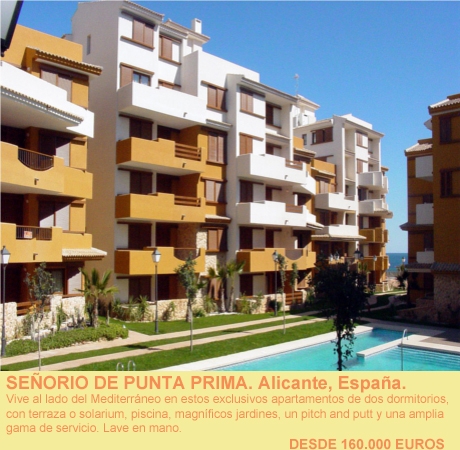 SEÑORIO DE PUNTA PRIMA. Alicante, España.
Vive al lado del Mediterráneo en estos exclusivos apartamentos de dos dormitorios,
con terraza o solarium, piscina, magníficos jardines, un pitch and putt y una amplia
gama de servicio. Lave en mano.
DESDE 160.000 EUROS